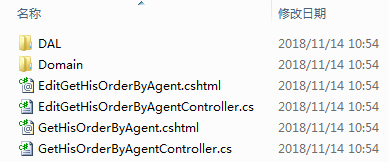 名称 修改日期
DAL 2018/11/14 10:54
Domain 2018/11/14 10:54
EditGetHisOrderByAgent.cshtml 2018/11/14 10:54
EditGetHisOrderByAgentController.cs 2018/11/14 10:54
GetHisOrderByAgent.cshtml 2018/11/14 10:54
GetHisOrderByAgentController.cs 2018/11/14 10:54